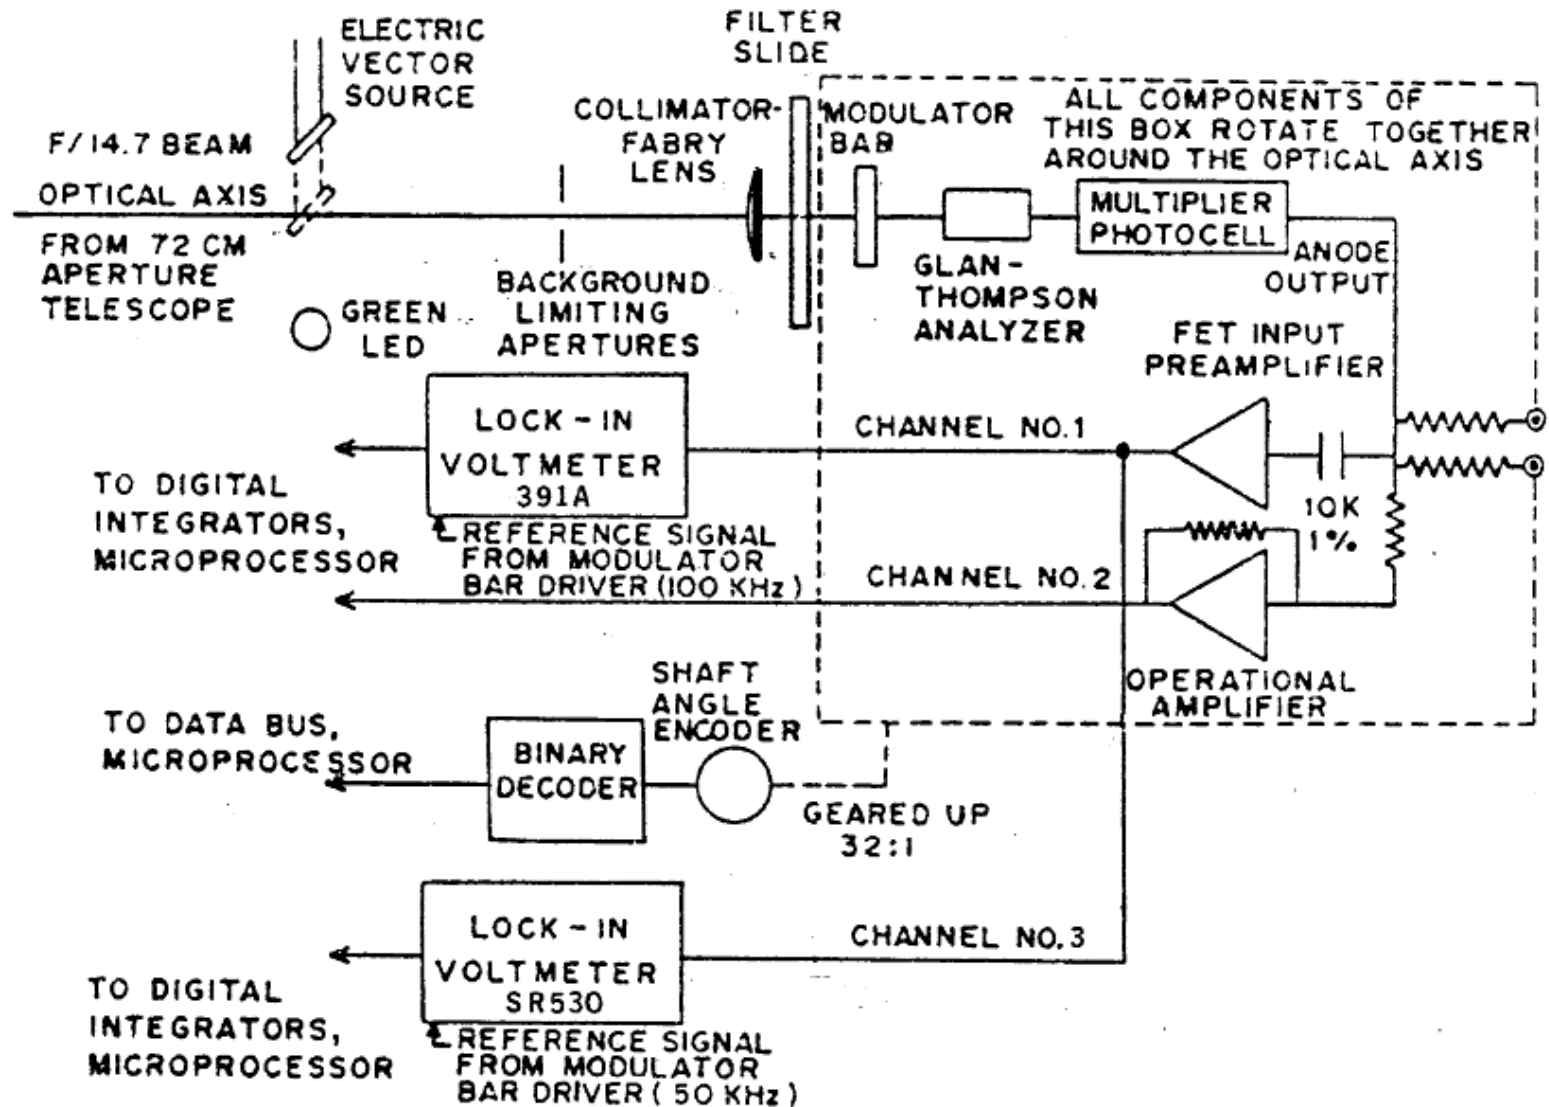 ELECTRIC
VECTOR
SOURCE
FILTER
SLIDE
F/14.7 BEAM
OPTICAL AXIS
FROM 72 CM
APERTURE
TELESCOPE
GREEN
LED
COLLIMATOR-
FABRY
LENS
BACKGROUND
LIMITING
APERTURES
MODULATOR
BAR
ALL COMPONENTS OF
THIS BOX ROTATE TOGETHER
AROUND THE OPTICAL AXIS
MULTIPLIER
PHOTOCELL
GLAN-
THOMPSON
ANALYZER
ANODE
OUTPUT
FET INPUT
PREAMPLIFIER
LOCK-IN
VOLTMETER
391A
CHANNEL NO.1
TO DIGITAL
INTEGRATORS,
MICROPROCESSOR
REFERENCE SIGNAL
FROM MODULATOR
BAR DRIVER (100 KHz)
10K
1%
CHANNEL NO.2
OPERATIONAL
AMPLIFIER
SHAFT
ANGLE
ENCODER
TO DATA BUS,
MICROPROCESSOR
BINARY
DECODER
GEARED UP
32:1
LOCK-IN
VOLTMETER
SR530
CHANNEL NO.3
TO DIGITAL
INTEGRATORS,
MICROPROCESSOR
REFERENCE SIGNAL
FROM MODULATOR
BAR DRIVER (50 KHz)